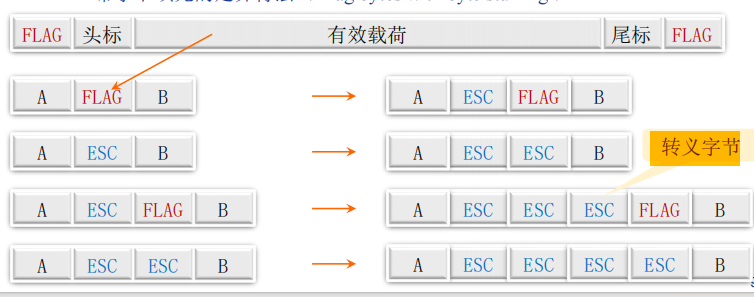 FLAG 头标 有效载荷 尾标 FLAG
A FLAG B → A ESC FLAG B
A ESC B → A ESC ESC B
转义字节
A ESC FLAG B → A ESC ESC ESC FLAG B
A ESC ESC B → A ESC ESC ESC ESC B